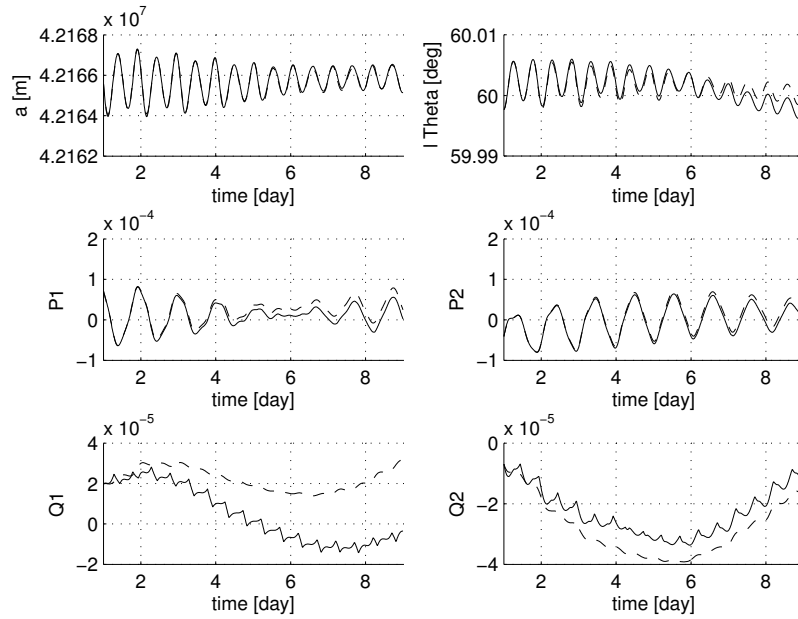 x 10^7
4.2168
4.2166
4.2164
4.2162
a [m]
2 4 6 8
time [day]
60.01
60
59.99
l Theta [deg]
2 4 6 8
time [day]
x 10^−4
2
1
0
−1
P1
2 4 6 8
time [day]
x 10^−4
2
1
0
−1
P2
2 4 6 8
time [day]
x 10^−5
4
2
0
−2
Q1
2 4 6 8
time [day]
x 10^−5
0
−2
−4
Q2
2 4 6 8
time [day]